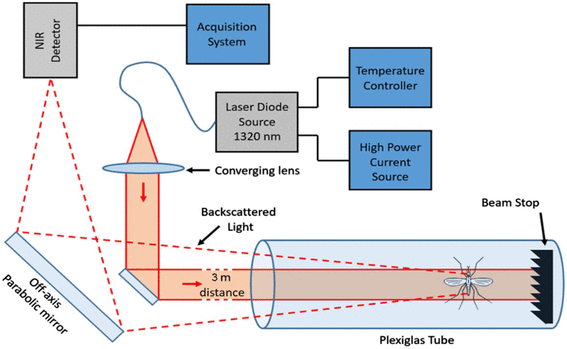 NIR
Detector
Acquisition
System
Laser Diode
Source
1320 nm
Temperature
Controller
High Power
Current
Source
Converging lens
Backscattered
Light
Beam Stop
3 m
distance
Off-axis
Parabolic mirror
Plexiglas Tube